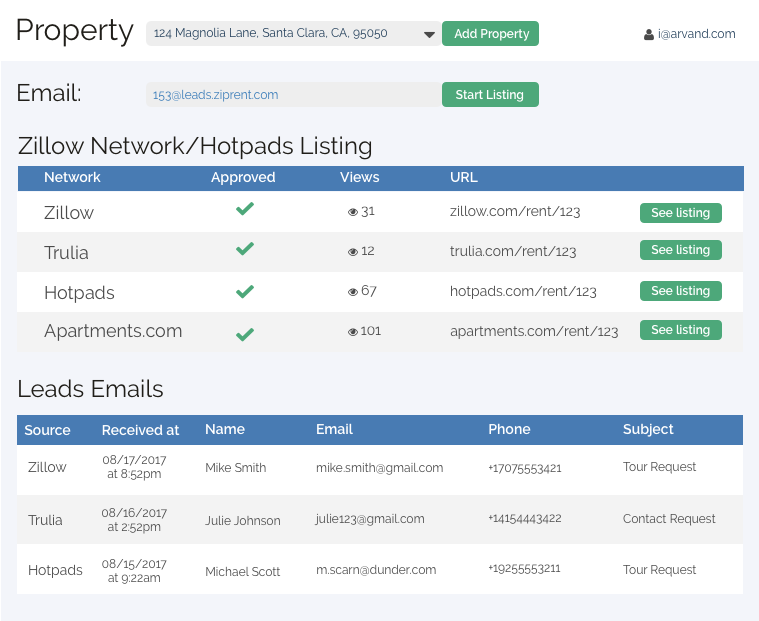 Property 124 Magnolia Lane, Santa Clara, CA, 95050 Add Property i@arvand.com
Email: 153@leads.ziprent.com Start Listing
Zillow Network/Hotpads Listing
Network Approved Views URL
Zillow 31 zillow.com/rent/123 See listing
Trulia 12 trulia.com/rent/123 See listing
Hotpads 67 hotpads.com/rent/123 See listing
Apartments.com 101 apartments.com/rent/123 See listing
Leads Emails
Source Received at Name Email Phone Subject
Zillow 08/17/2017 at 8:52pm Mike Smith mike.smith@gmail.com +17075553421 Tour Request
Trulia 08/16/2017 at 2:52pm Julie Johnson julie123@gmail.com +14154443422 Contact Request
Hotpads 08/15/2017 at 9:22am Michael Scott m.scarn@dunder.com +19255553211 Tour Request